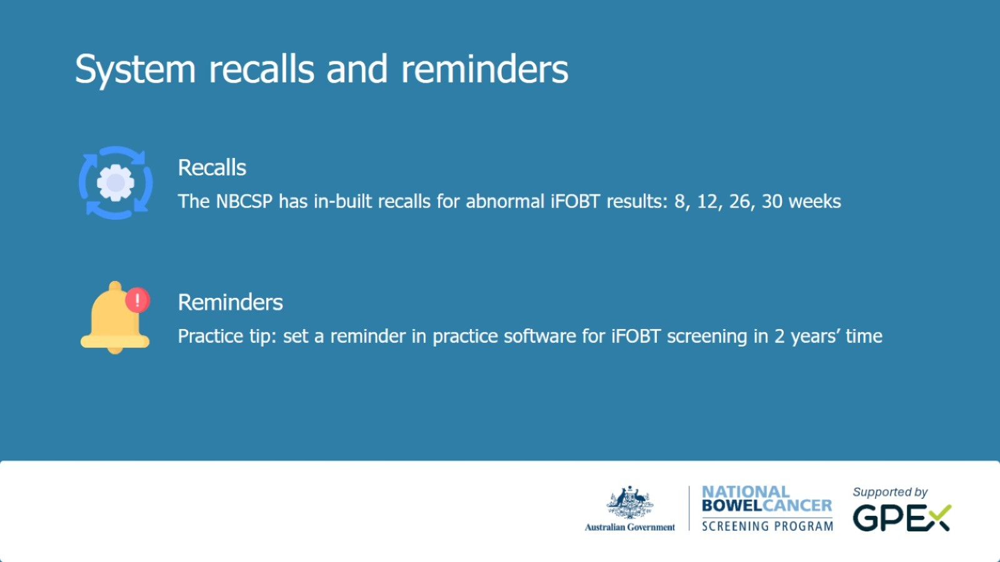 System recalls and reminders
Recalls
The NBCSP has in-built recalls for abnormal iFOBT results: 8, 12, 26, 30 weeks
!
Reminders
Practice tip: set a reminder in practice software for iFOBT screening in 2 years’ time
Australian Government
NATIONAL
BOWELCANCER
SCREENING PROGRAM
Supported by
GPEX